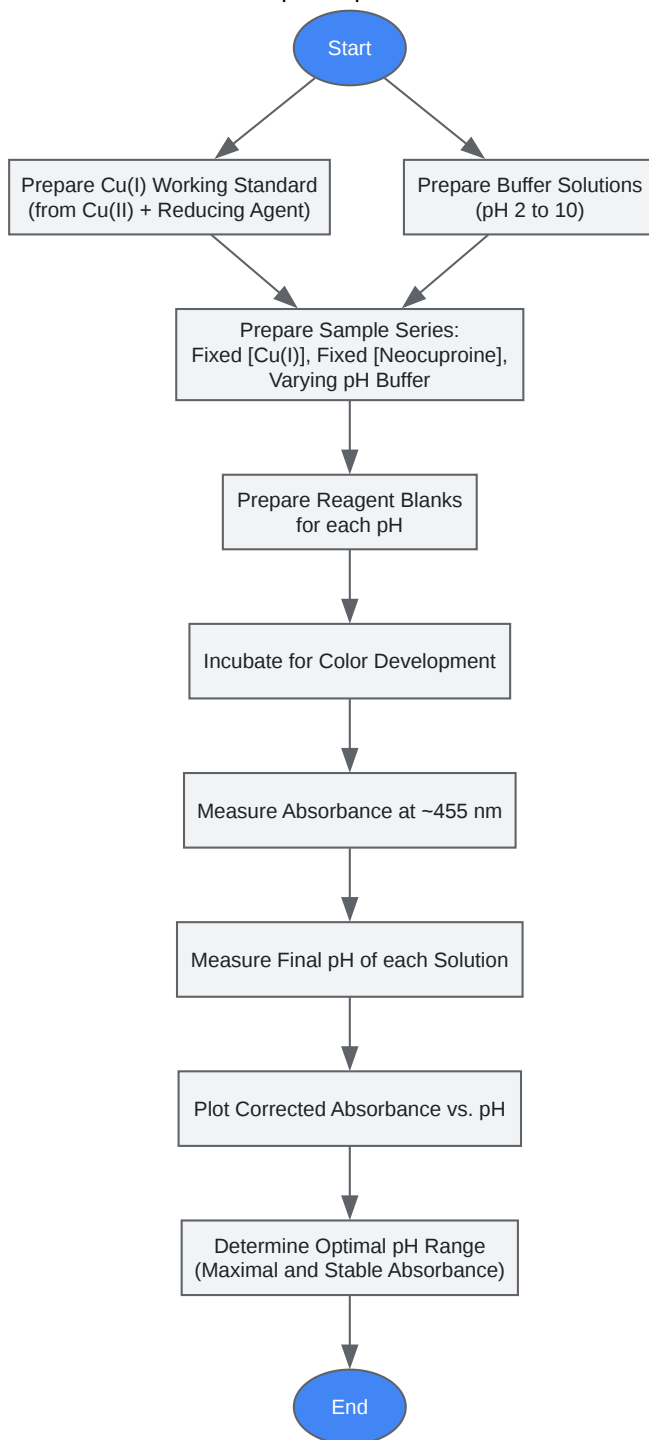 Start
Prepare Cu(I) Working Standard
(from Cu(II) + Reducing Agent)
Prepare Buffer Solutions
(pH 2 to 10)
Prepare Sample Series:
Fixed [Cu(I)], Fixed [Neocuproine],
Varying pH Buffer
Prepare Reagent Blanks
for each pH
Incubate for Color Development
Measure Absorbance at ~455 nm
Measure Final pH of each Solution
Plot Corrected Absorbance vs. pH
Determine Optimal pH Range
(Maximal and Stable Absorbance)
End